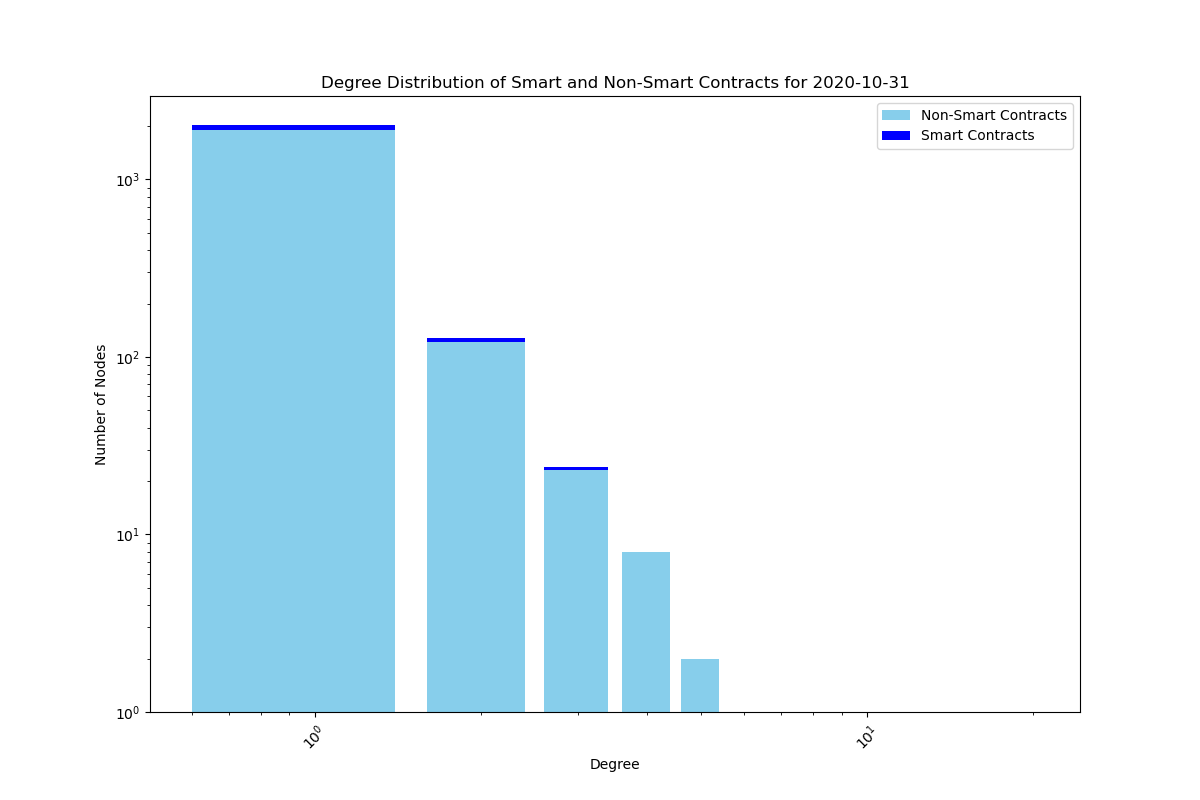 Degree Distribution of Smart and Non-Smart Contracts for 2020-10-31
Non-Smart Contracts
Smart Contracts
Number of Nodes
10³
10²
10¹
10⁰
10⁰
10¹
Degree